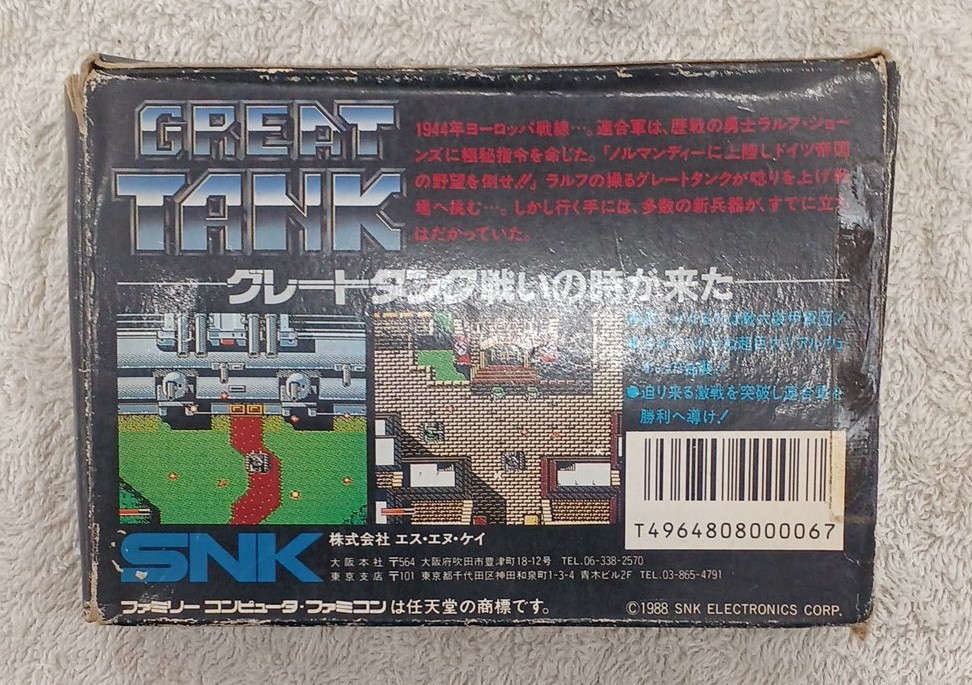 GREAT
TANK
1944年ヨーロッパ戦線…。連合軍は、歴戦の勇士ラルフ・ジョー
ンズに極秘指令を命じた。「ノルマンディーに上陸しドイツ帝国
の野望を倒せ!!」ラルフの操るグレートタンクが唸りを上げ戦
場へ挑む…。しかし行く手には、多数の新兵器が、すでに立ち
はだかっていた。
グレートタンク戦いの時が来た
●迫り来る激戦を突破し連合軍を
勝利へ導け!
T4964808000067
SNK
株式会社 エス・エヌ・ケイ
大阪本社 〒564 大阪府吹田市豊津町18-12号 TEL.06-338-2570
東京支店 〒101 東京都千代田区神田和泉町1-3-4 青木ビル2F TEL.03-865-4791
ファミリーコンピュータ・ファミコンは任天堂の商標です。
©1988 SNK ELECTRONICS CORP.